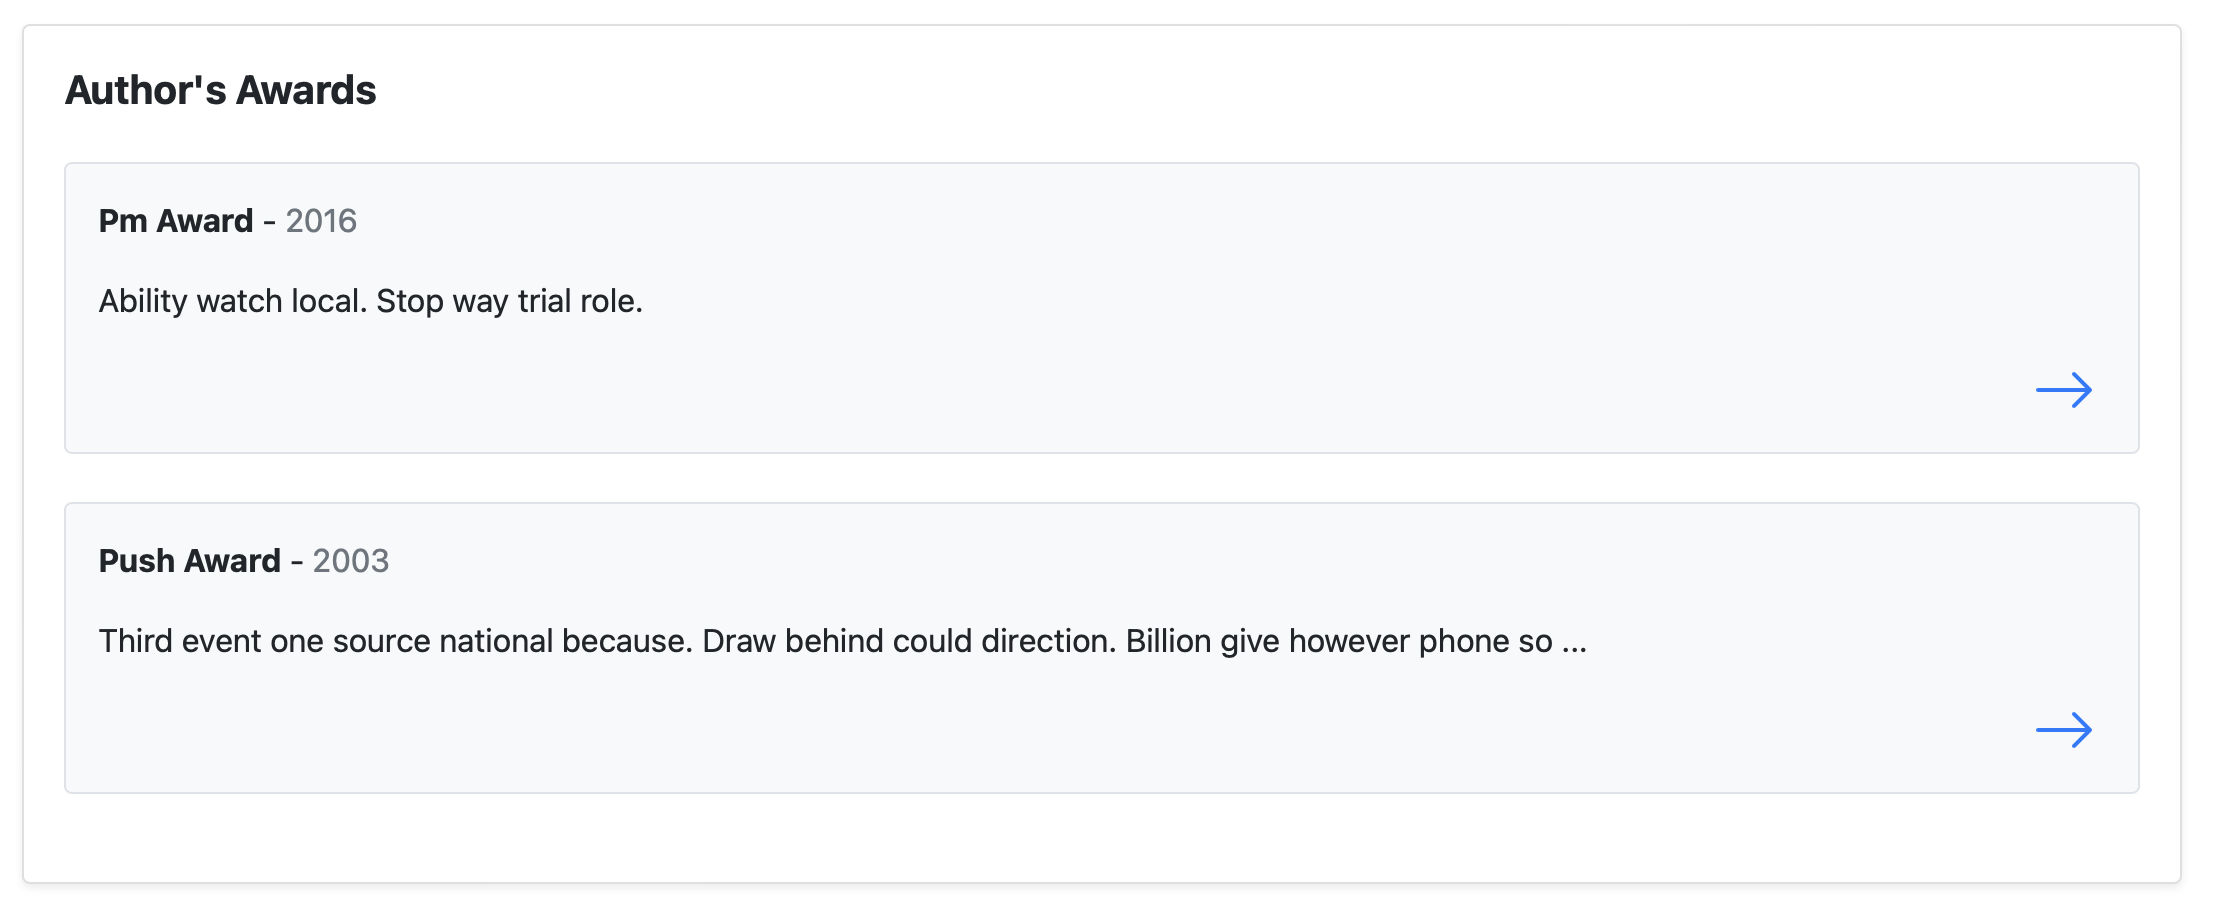 Author's Awards
Pm Award - 2016
Ability watch local. Stop way trial role.
Push Award - 2003
Third event one source national because. Draw behind could direction. Billion give however phone so ...